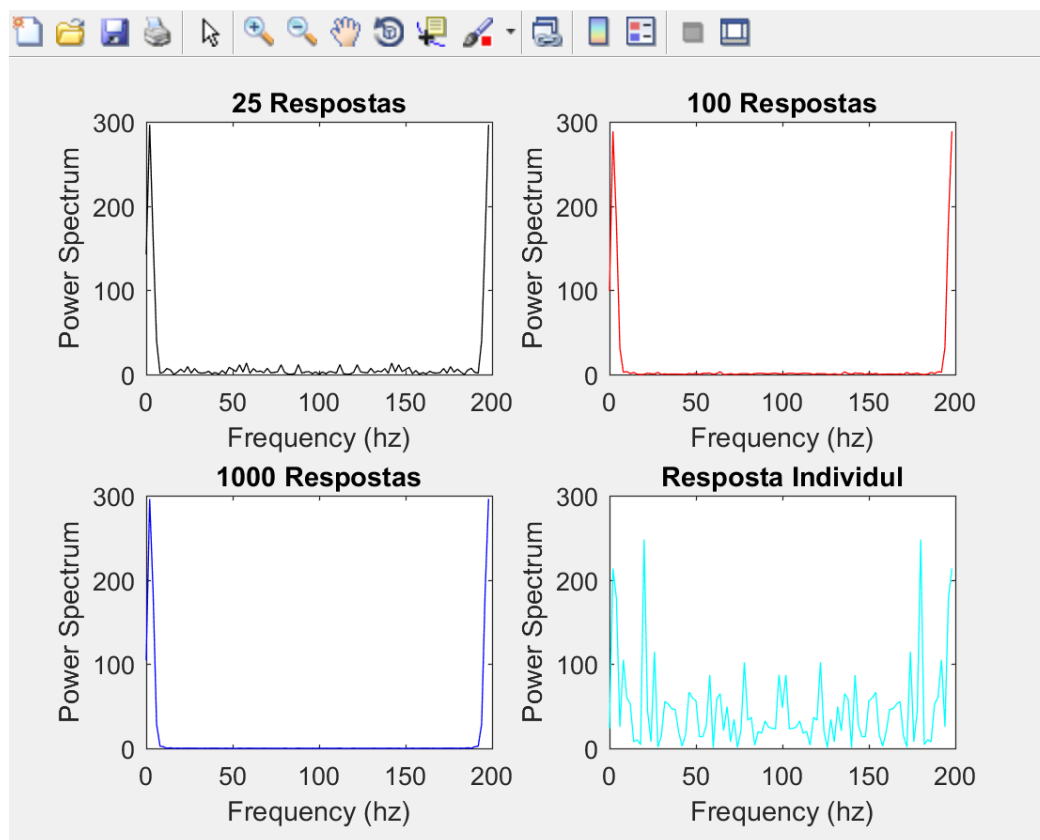 25 Respostas
300
200
100
0
Power Spectrum
0 50 100 150 200
Frequency (hz)
100 Respostas
300
200
100
0
Power Spectrum
0 50 100 150 200
Frequency (hz)
1000 Respostas
300
200
100
0
Power Spectrum
0 50 100 150 200
Frequency (hz)
Resposta Individul
300
200
100
0
Power Spectrum
0 50 100 150 200
Frequency (hz)